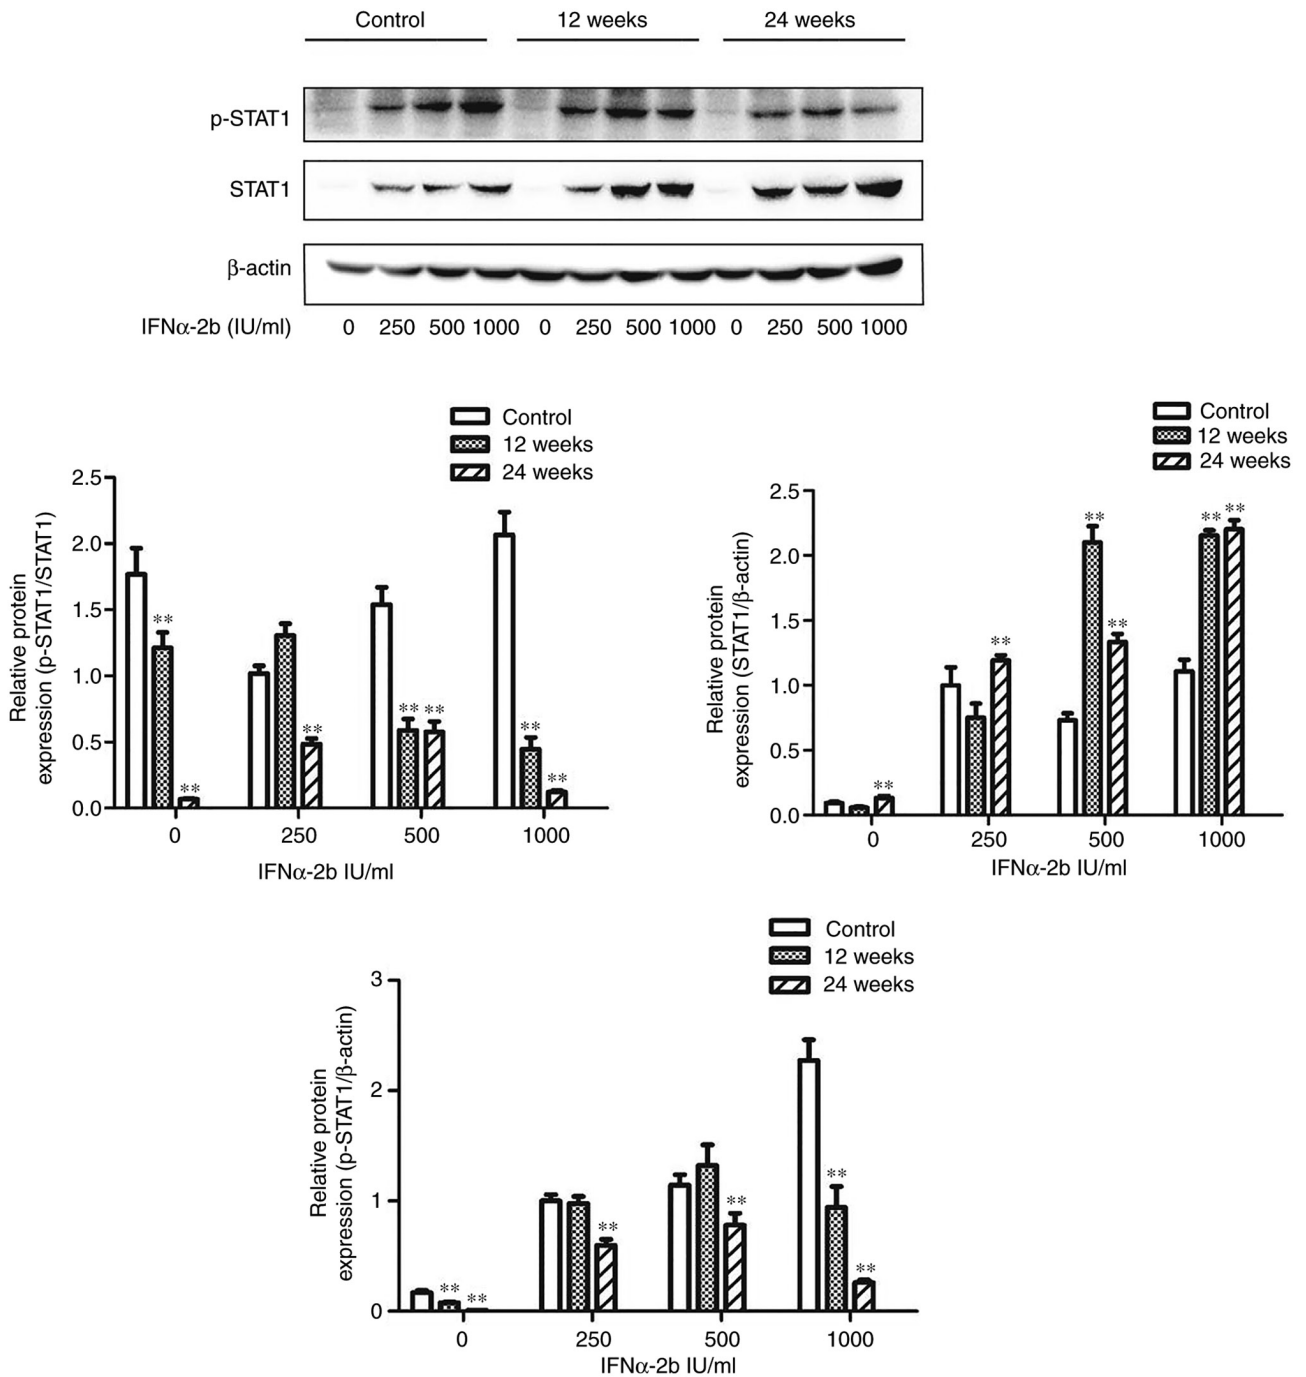 Control 12 weeks 24 weeks
p-STAT1
STAT1
β-actin
IFNα-2b (IU/ml) 0 250 500 1000 0 250 500 1000 0 250 500 1000
Control
12 weeks
24 weeks
Relative protein
expression (p-STAT1/STAT1)
2.5
2.0
1.5
1.0
0.5
0.0
**
**
**
**
**
**
**
0 250 500 1000
IFNα-2b IU/ml
Control
12 weeks
24 weeks
Relative protein
expression (STAT1/β-actin)
2.5
2.0
1.5
1.0
0.5
0.0
**
**
**
**
**
**
0 250 500 1000
IFNα-2b IU/ml
Control
12 weeks
24 weeks
Relative protein
expression (p-STAT1/β-actin)
3
2
1
0
**
**
**
**
**
**
0 250 500 1000
IFNα-2b IU/ml